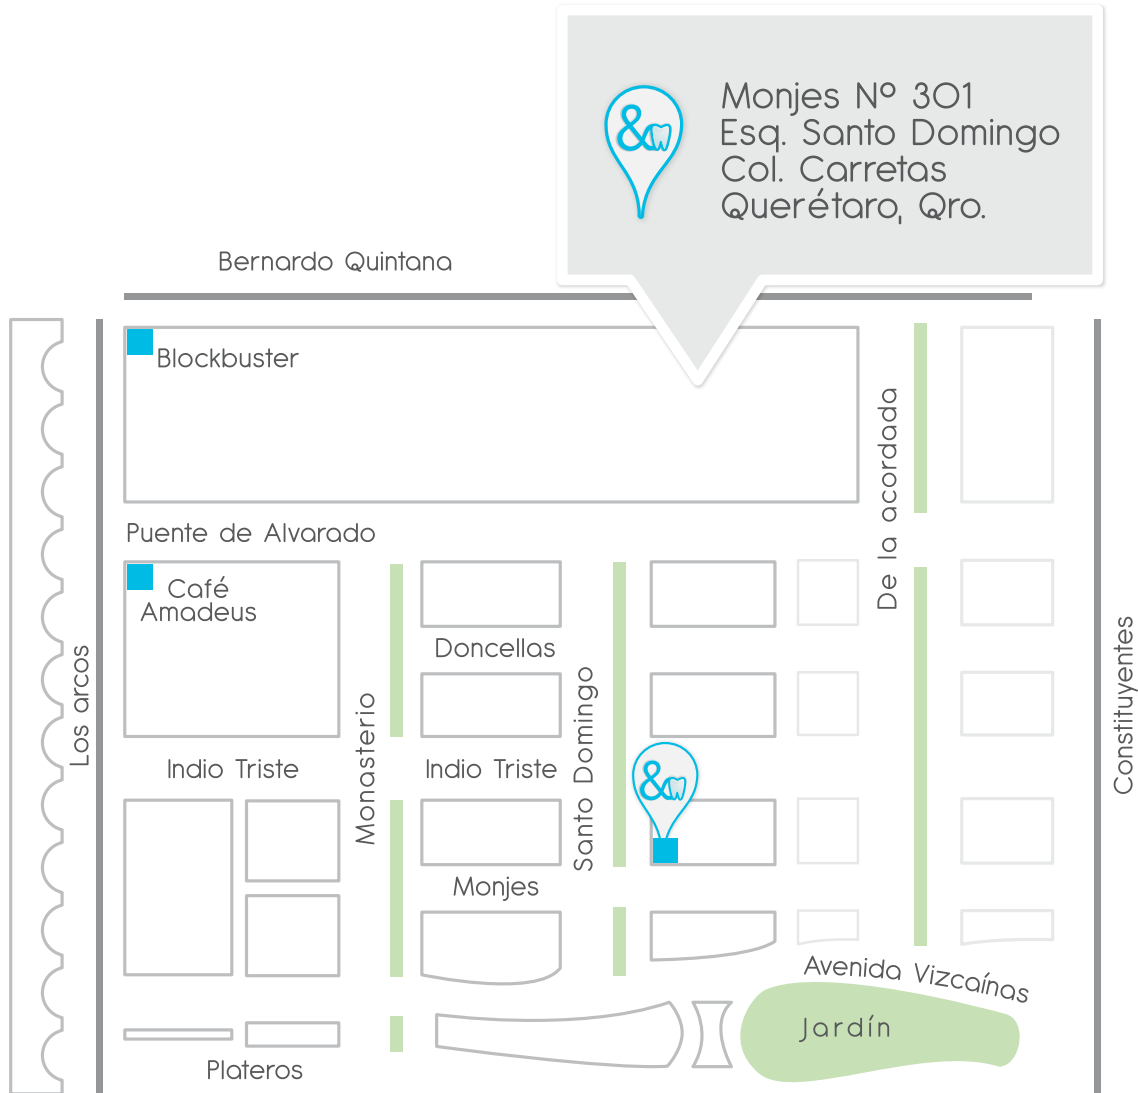 Monjes Nº 301
Esq. Santo Domingo
Col. Carretas
Querétaro, Qro.
&
Bernardo Quintana
Blockbuster
De la acordada
Puente de Alvarado
Café
Amadeus
Doncellas
Los arcos
Constituyentes
Monasterio
Santo Domingo
Indio Triste
Indio Triste
&
Monjes
Avenida Vizcaínas
Jardín
Plateros